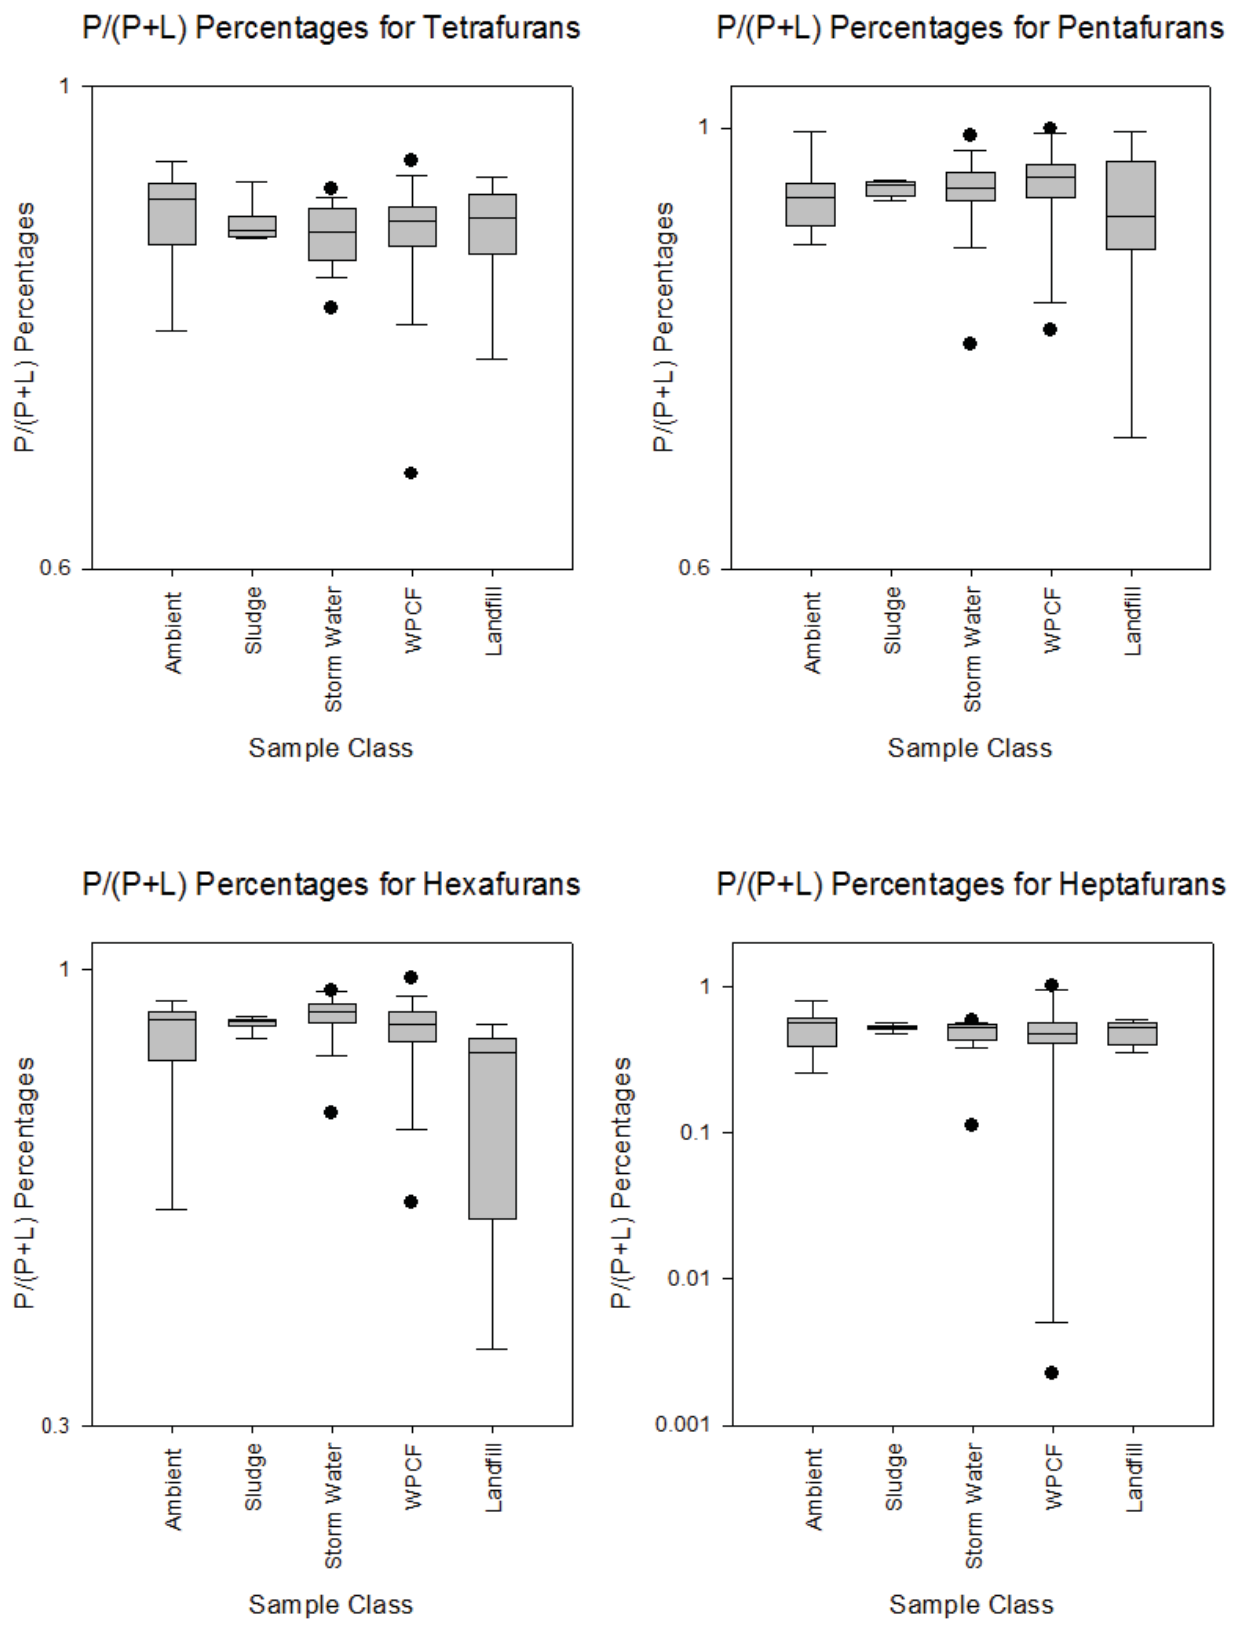 P/(P+L) Percentages for Tetrafurans
P/(P+L) Percentages
1
0.6
Ambient
Sludge
Storm Water
WPCF
Landfill
Sample Class
P/(P+L) Percentages for Pentafurans
P/(P+L) Percentages
1
0.6
Ambient
Sludge
Storm Water
WPCF
Landfill
Sample Class
P/(P+L) Percentages for Hexafurans
P/(P+L) Percentages
1
0.3
Ambient
Sludge
Storm Water
WPCF
Landfill
Sample Class
P/(P+L) Percentages for Heptafurans
P/(P+L) Percentages
1
0.1
0.01
0.001
Ambient
Sludge
Storm Water
WPCF
Landfill
Sample Class